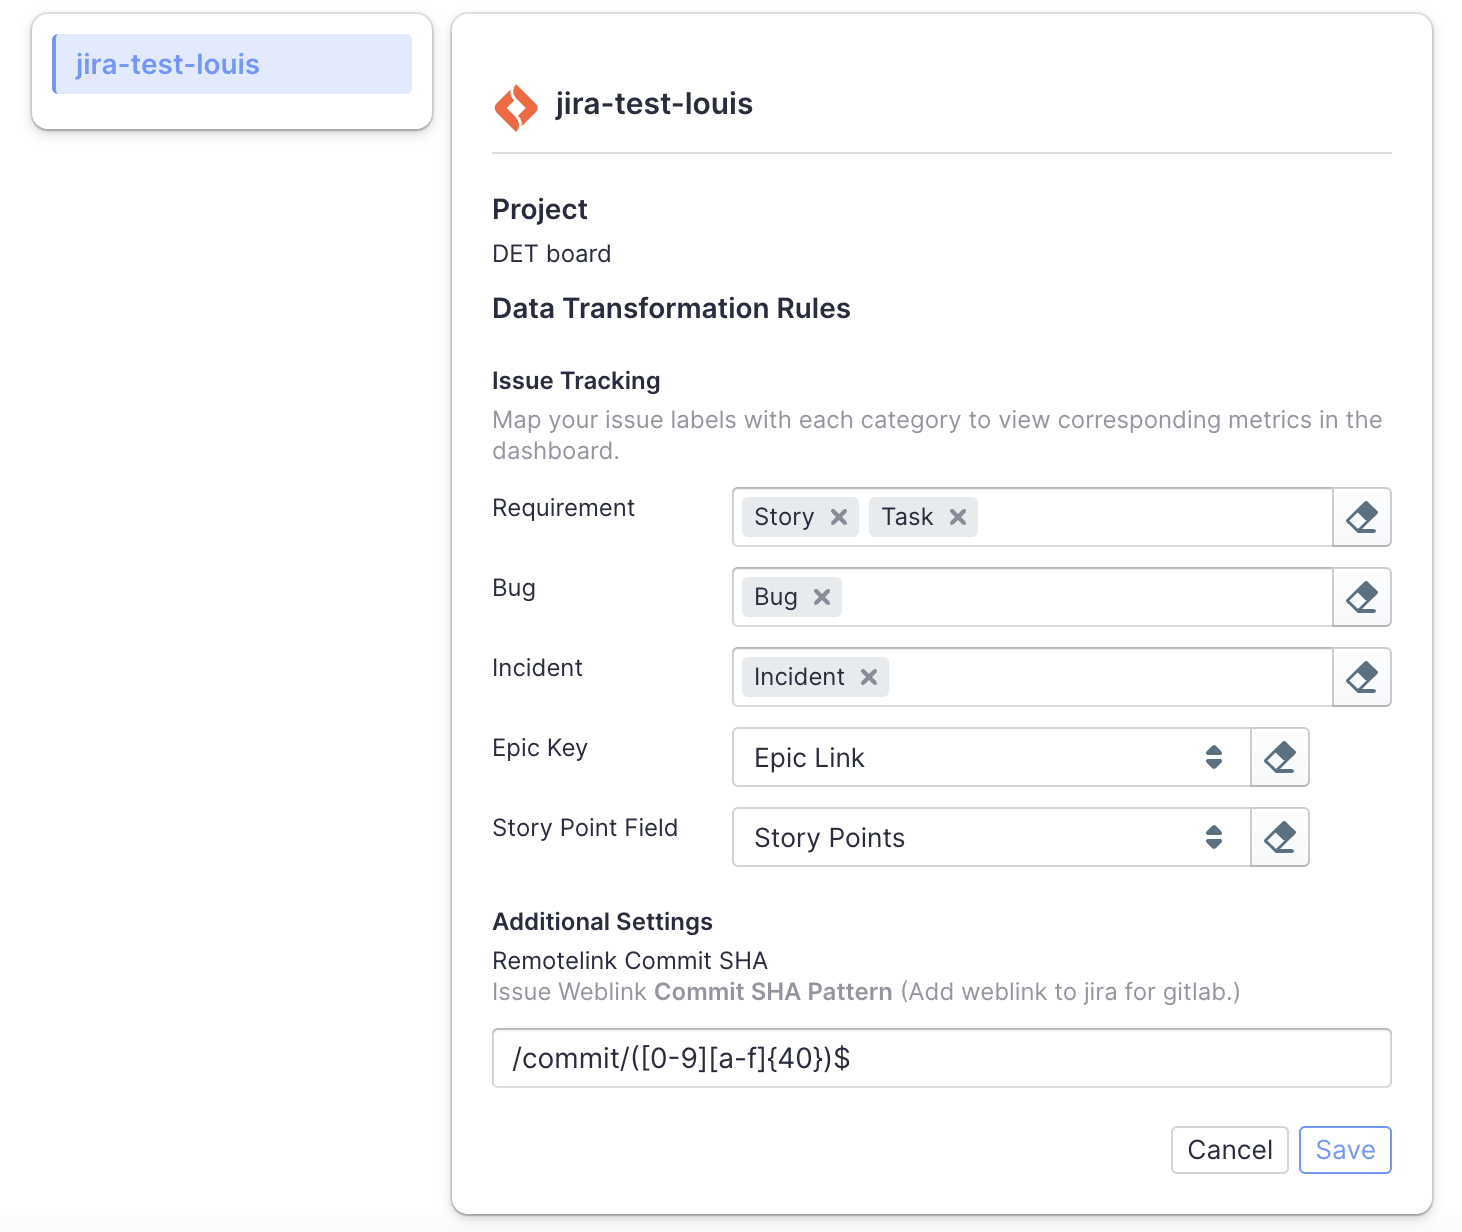 jira-test-louis
jira-test-louis
Project
DET board
Data Transformation Rules
Issue Tracking
Map your issue labels with each category to view corresponding metrics in the
dashboard.
Requirement
Story
Task
Bug
Bug
Incident
Incident
Epic Key
Epic Link
Story Point Field
Story Points
Additional Settings
Remotelink Commit SHA
Issue Weblink Commit SHA Pattern (Add weblink to jira for gitlab.)
/commit/([0-9][a-f]{40})$
Cancel
Save